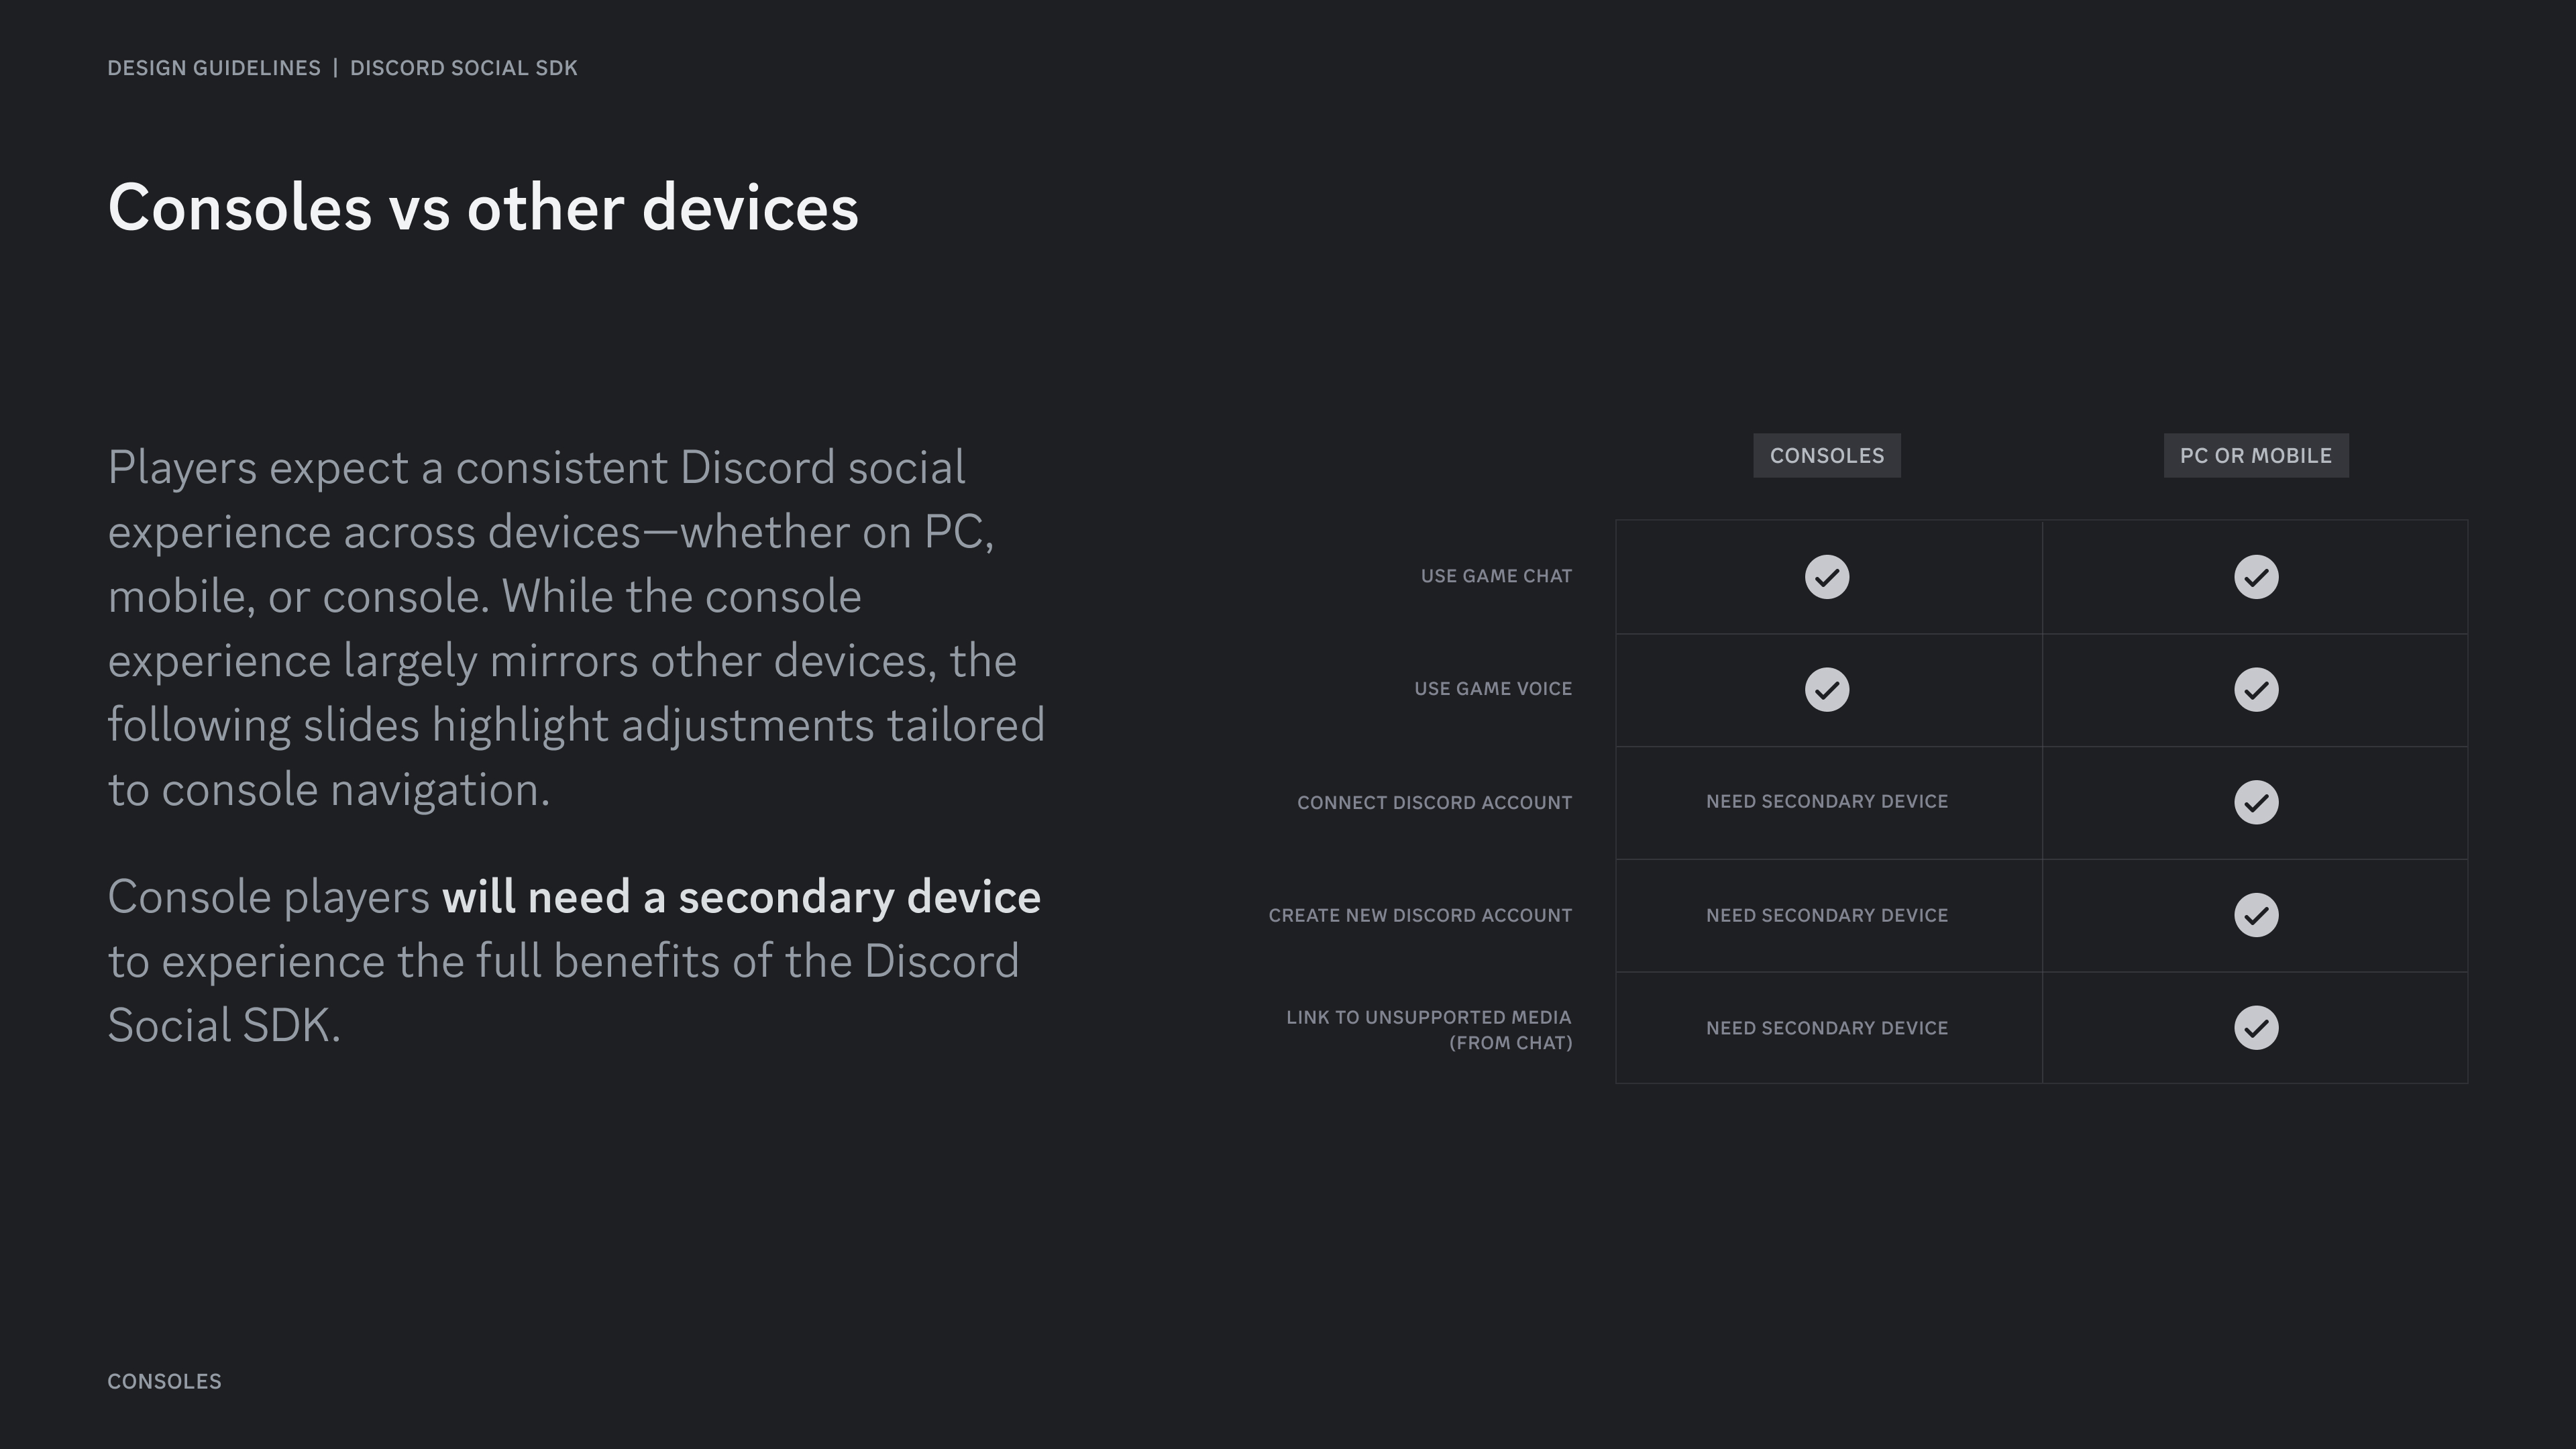 DESIGN GUIDELINES | DISCORD SOCIAL SDK
Consoles vs other devices
Players expect a consistent Discord social
experience across devices—whether on PC,
mobile, or console. While the console
experience largely mirrors other devices, the
following slides highlight adjustments tailored
to console navigation.
Console players will need a secondary device
to experience the full benefits of the Discord
Social SDK.
CONSOLES PC OR MOBILE
USE GAME CHAT
USE GAME VOICE
CONNECT DISCORD ACCOUNT NEED SECONDARY DEVICE
CREATE NEW DISCORD ACCOUNT NEED SECONDARY DEVICE
LINK TO UNSUPPORTED MEDIA
(FROM CHAT)
NEED SECONDARY DEVICE
CONSOLES